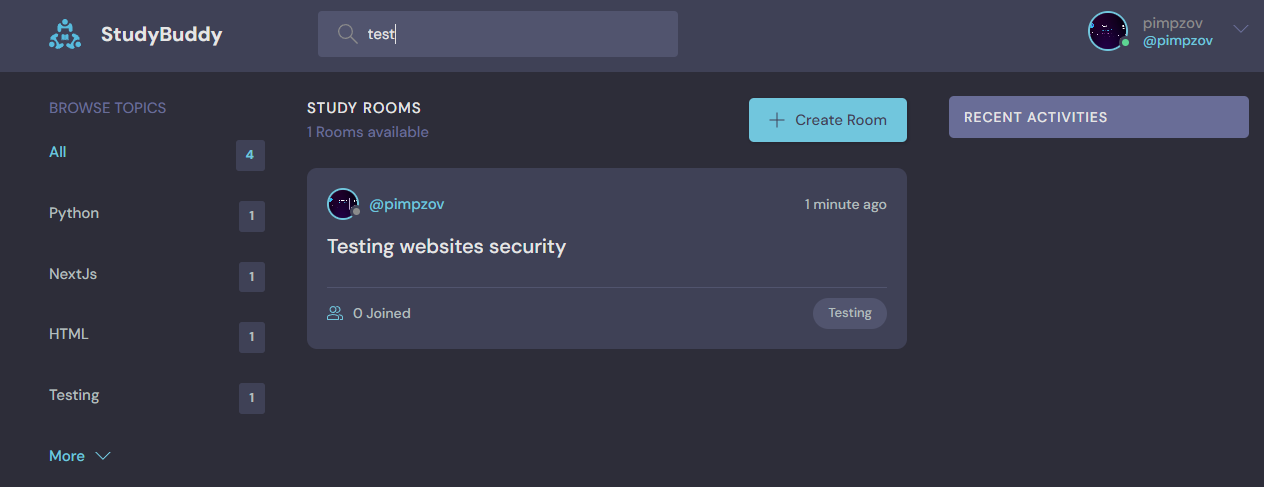 StudyBuddy
test
pimpzov
@pimpzov
BROWSE TOPICS
All 4
Python 1
NextJs 1
HTML 1
Testing 1
More
STUDY ROOMS
1 Rooms available
Create Room
@pimpzov
1 minute ago
Testing websites security
0 Joined
Testing
RECENT ACTIVITIES